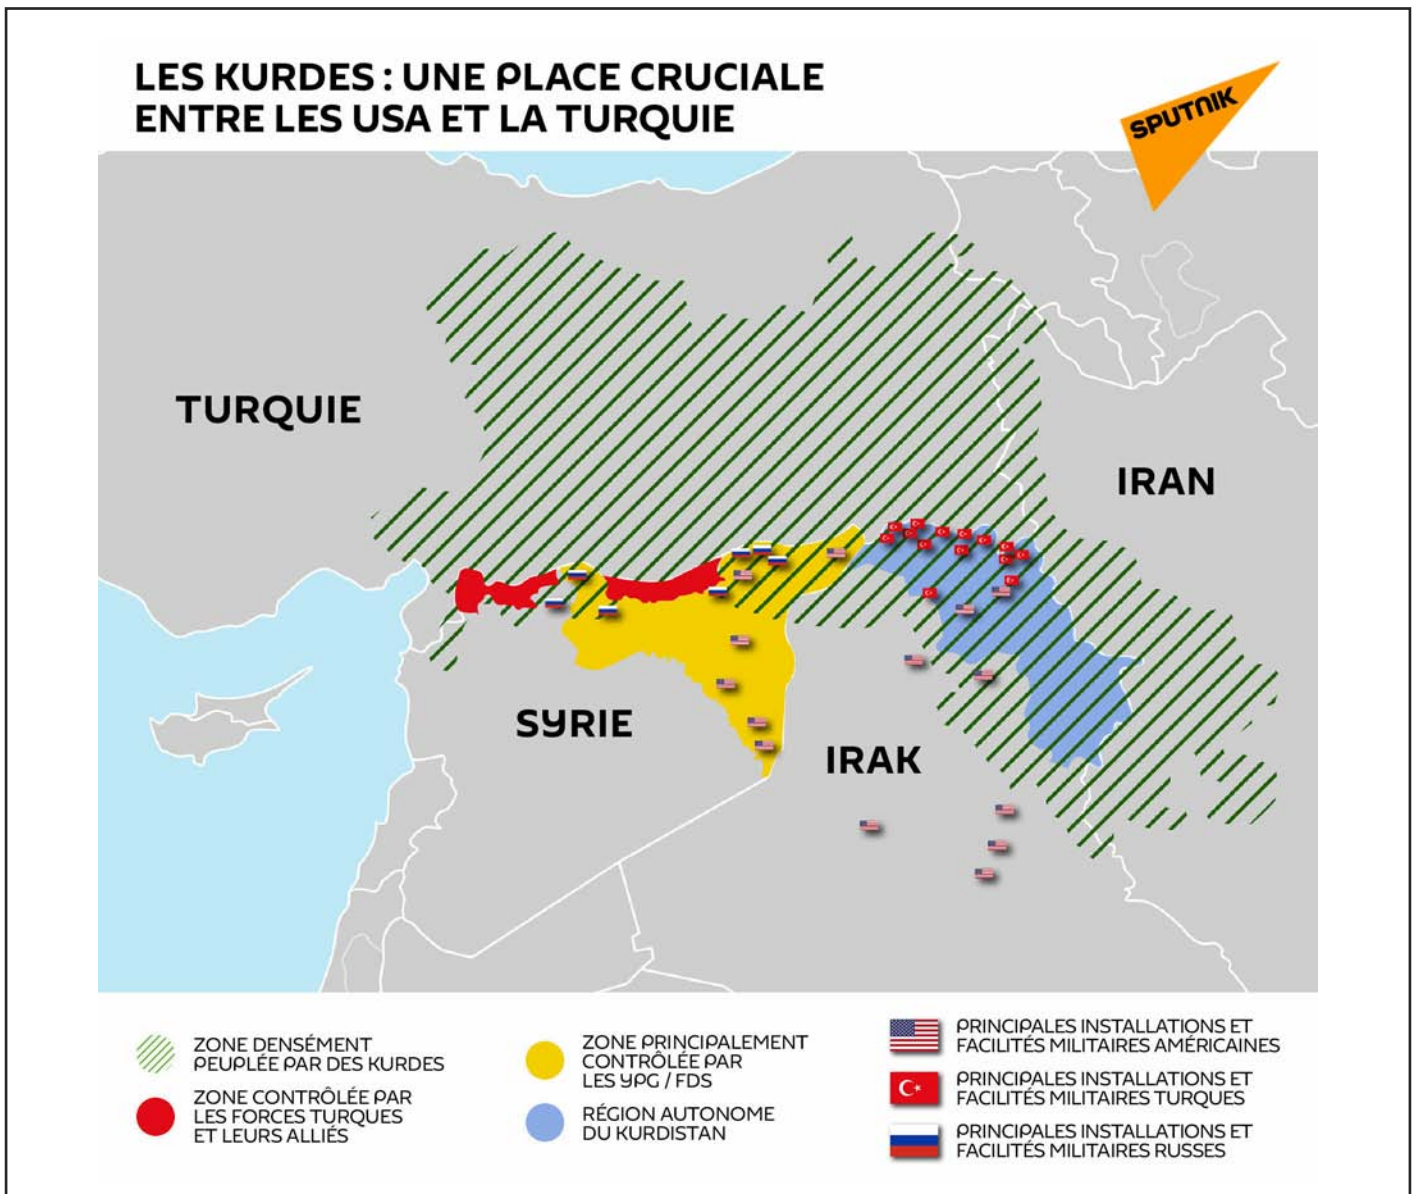 LES KURDES : UNE PLACE CRUCIALE
ENTRE LES USA ET LA TURQUIE
SPUTNIK
TURQUIE
IRAN
SYRIE
IRAK
ZONE DENSÉMENT
PEUPLÉE PAR DES KURDES
ZONE CONTRÔLÉE PAR
LES FORCES TURQUES
ET LEURS ALLIÉS
ZONE PRINCIPALEMENT
CONTRÔLÉE PAR
LES YPG / FDS
RÉGION AUTONOME
DU KURDISTAN
PRINCIPALES INSTALLATIONS ET
FACILITÉS MILITAIRES AMÉRICAINES
PRINCIPALES INSTALLATIONS ET
FACILITÉS MILITAIRES TURQUES
PRINCIPALES INSTALLATIONS ET
FACILITÉS MILITAIRES RUSSES